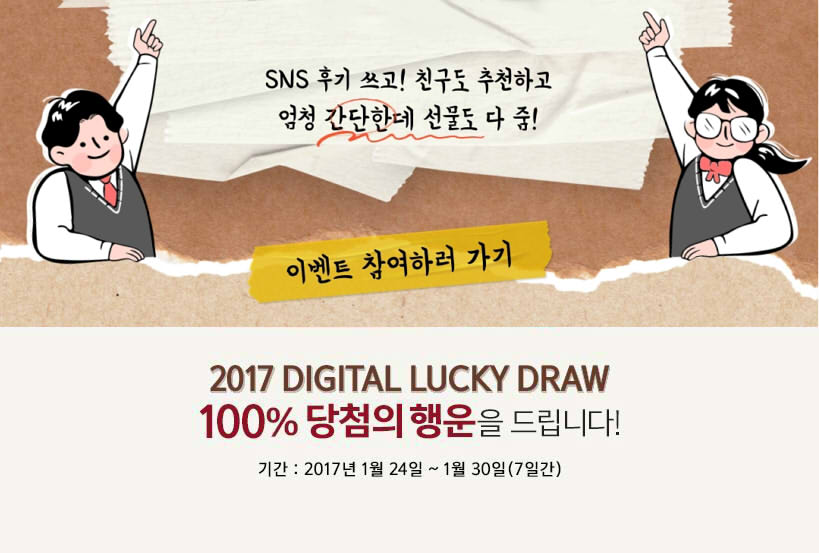 SNS 후기 쓰고! 친구도 추천하고
엄청 간단한데 선물도 다 줌!
이벤트 참여하러 가기
2017 DIGITAL LUCKY DRAW
100% 당첨의 행운을 드립니다!
기간 : 2017년 1월 24일 ~ 1월 30일(7일간)